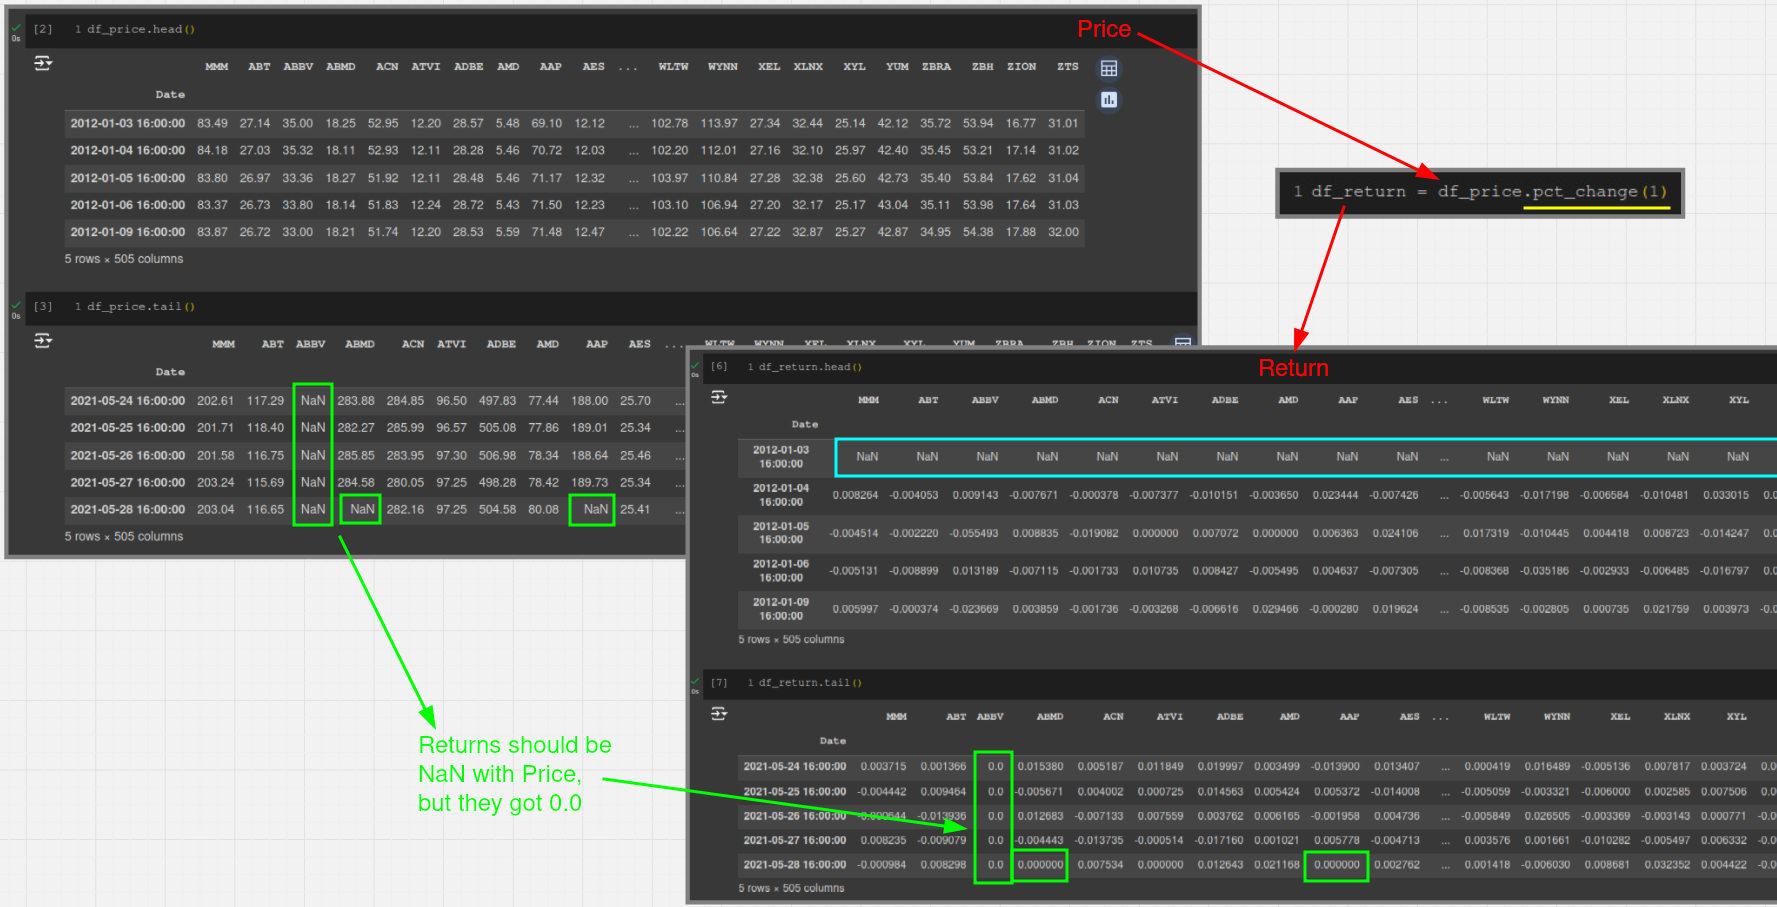 [2] 1 df_price.head()
Price
MMM ABT ABBV ABMD ACN ATVI ADBE AMD AAP AES ... WLTW WYNN XEL XLNX XYL YUM ZBRA ZBH ZION ZTS
Date
2012-01-03 16:00:00 83.49 27.14 35.00 18.25 52.95 12.20 28.57 5.48 69.10 12.12 ... 102.78 113.97 27.34 32.44 25.14 42.12 35.72 53.94 16.77 31.01
2012-01-04 16:00:00 84.18 27.03 35.32 18.11 52.93 12.11 28.28 5.46 70.72 12.03 ... 102.20 112.01 27.16 32.10 25.97 42.40 35.45 53.21 17.14 31.02
2012-01-05 16:00:00 83.80 26.97 33.36 18.27 51.92 12.11 28.48 5.46 71.17 12.32 ... 103.97 110.84 27.28 32.38 25.60 42.73 35.40 53.84 17.62 31.04
2012-01-06 16:00:00 83.37 26.73 33.80 18.14 51.83 12.24 28.72 5.43 71.50 12.23 ... 103.10 106.94 27.20 32.17 25.17 43.04 35.11 53.98 17.64 31.03
2012-01-09 16:00:00 83.87 26.72 33.00 18.21 51.74 12.20 28.53 5.59 71.48 12.47 ... 102.22 106.64 27.22 32.87 25.27 42.87 34.95 54.38 17.88 32.00
5 rows × 505 columns
0s
1 df_return = df_price.pct_change(1)
[3] 1 df_price.tail()
0s
MMM ABT ABBV ABMD ACN ATVI ADBE AMD AAP AES ... WLTW WYNN XEL XLNX XYL YUM ZBRA ZBH ZION ZTS
Date
2021-05-24 16:00:00 202.61 117.29 NaN 283.88 284.85 96.50 497.83 77.44 188.00 25.70 ...
2021-05-25 16:00:00 201.71 118.40 NaN 282.27 285.99 96.57 505.08 77.86 189.01 25.34 ...
2021-05-26 16:00:00 201.58 116.75 NaN 285.85 283.95 97.30 506.98 78.34 188.64 25.46 ...
2021-05-27 16:00:00 203.24 115.69 NaN 284.58 280.05 97.25 498.28 78.42 189.73 25.34 ...
2021-05-28 16:00:00 203.04 116.65 NaN NaN 282.16 97.25 504.58 80.08 NaN 25.41 ...
5 rows × 505 columns
Return
[6] 1 df_return.head()
0s
MMM ABT ABBV ABMD ACN ATVI ADBE AMD AAP AES ... WLTW WYNN XEL XLNX XYL
Date
2012-01-03
16:00:00
NaN NaN NaN NaN NaN NaN NaN NaN NaN NaN ... NaN NaN NaN NaN NaN
2012-01-04
16:00:00
0.008264 -0.004053 0.009143 -0.007671 -0.000378 -0.007377 -0.010151 -0.003650 0.023444 -0.007426 ... -0.005643 -0.017198 -0.006584 -0.010481 0.033015 0.0
2012-01-05
16:00:00
-0.004514 -0.002220 -0.055493 0.008835 -0.019082 0.000000 0.007072 0.000000 0.006363 0.024106 ... 0.017319 -0.010445 0.004418 0.008723 -0.014247 0.0
2012-01-06
16:00:00
-0.005131 -0.008899 0.013189 -0.007115 -0.001733 0.010735 0.008427 -0.005495 0.004637 -0.007305 ... -0.008368 -0.035186 -0.002933 -0.006485 -0.016797 0.0
2012-01-09
16:00:00
0.005997 -0.000374 -0.023669 0.003859 -0.001736 -0.003268 -0.006616 0.029466 -0.000280 0.019624 ... -0.008535 -0.002805 0.000735 0.021759 0.003973 -0.0
5 rows × 505 columns
[7] 1 df_return.tail()
0s
MMM ABT ABBV ABMD ACN ATVI ADBE AMD AAP AES ... WLTW WYNN XEL XLNX XYL
Date
2021-05-24 16:00:00 0.003715 0.001366 0.0 0.015380 0.005187 0.011849 0.019997 0.003499 -0.013900 0.013407 ... 0.000419 0.016489 -0.005136 0.007817 0.003724 0.0
2021-05-25 16:00:00 -0.004442 0.009464 0.0 -0.005671 0.004002 0.000725 0.014563 0.005424 0.005372 -0.014008 ... -0.005059 -0.003321 -0.006000 0.002585 0.007506 0.0
2021-05-26 16:00:00 -0.000644 -0.013936 0.0 0.012683 -0.007133 0.007559 0.003762 0.006165 -0.001958 0.004736 ... -0.005849 0.026505 -0.003369 -0.003143 0.000771 -0.0
2021-05-27 16:00:00 0.008235 -0.009079 0.0 -0.004443 -0.013735 -0.000514 -0.017160 0.001021 0.005778 -0.004713 ... 0.003576 0.001661 -0.010282 -0.005497 0.006332 -0.0
2021-05-28 16:00:00 -0.000984 0.008298 0.0 0.000000 0.007534 0.000000 0.012643 0.021168 0.000000 0.002762 ... 0.001418 -0.006030 0.008681 0.032352 0.004422 -0.0
5 rows × 505 columns
Returns should be
NaN with Price,
but they got 0.0